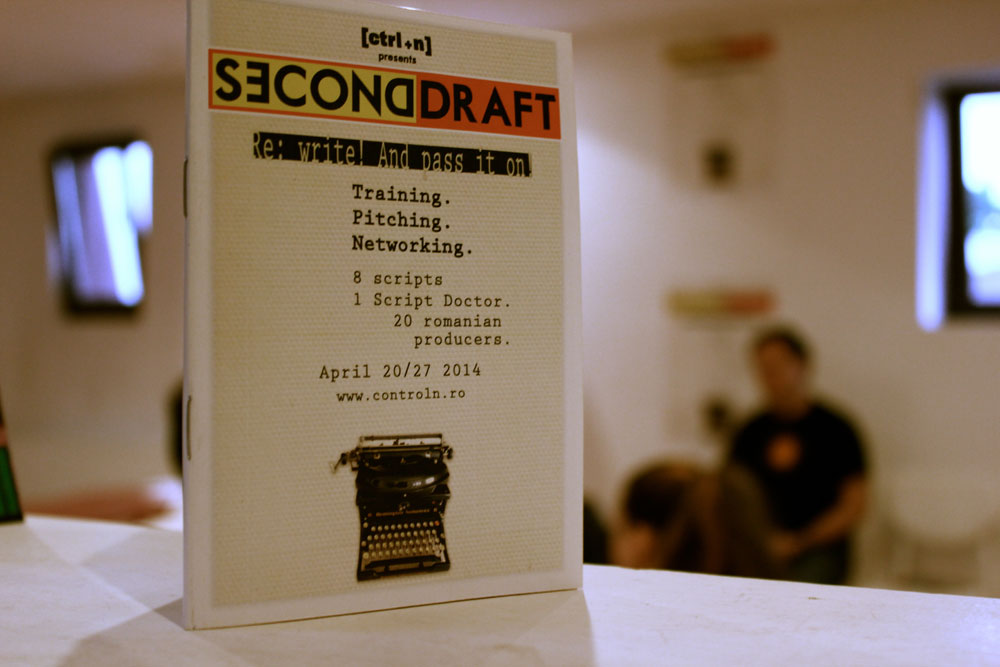 [ctrl+n]
presents
SECONDDRAFT
Re: write! And pass it on!
Training.
Pitching.
Networking.
8 scripts
1 Script Doctor.
20 romanian
producers.
April 20/27 2014
www.controln.ro